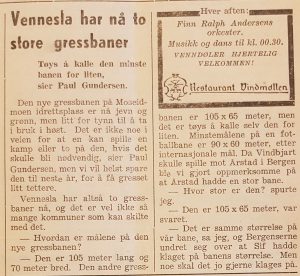 Vennesla har nå to
store gressbaner
Tøys å kalle den minste
banen for liten,
sier Paul Gundersen.
Den nye gressbanen på Moseid-
moen idrettsplass er nå jevn og
grønn, men litt for tynn til å ta
i bruk i høst. Det er ikke noe i
veien for at en kan spille en
kamp eller to på den, hvis det
skulle bli nødvendig, sier Paul
Gundersen, men vi vil helst spare
den til neste år, for å få gresset
litt tettere.
Vennesla har altså to gress-
baner nå, og det er vel ikke så
mange kommuner som kan skilte
med det.
— Hvordan er målene på den
nye gressbanen?
— Den er 105 meter lang og
70 meter bred. Den andre gress-
Hver aften:
Finn Ralph Andersens
orkester.
Musikk og dans til kl. 00.30.
VENNDØLER HJERTELIG
VELKOMMEN!
Restaurant Vindmøllen
banen er 105 x 65 meter, men
det er tøys å kalle selv den for
liten. Minstemålene på en fot-
ballbane er 90 x 60 meter, etter
internasjonale mål. Da Vindbjart
skulle spille mot Årstad i Bergen
ble vi gjort oppmerksomme på
at Årstad hadde en stor bane.
— Hvor stor er den? spurte
jeg.
— Den er 105 x 65 meter, var
svaret.
Det er samme størrelse på
vår bane, sa jeg, og Bergenserne
undret seg over at Sif hadde
klaget på banens størrelse. Men
noe skal det jo gjerne klages på